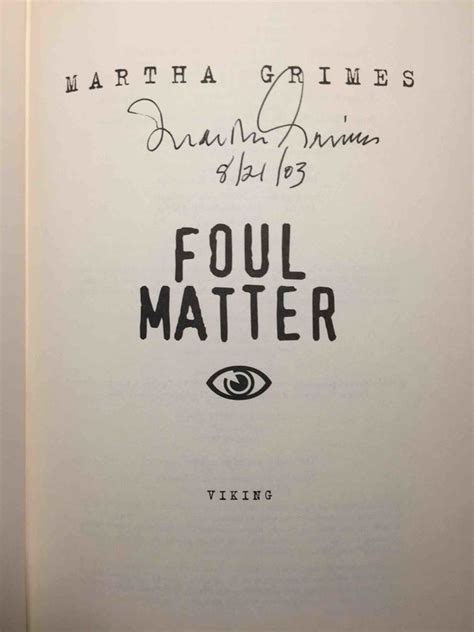 MARTHA GRIMES
Martha Grimes
8/21/03
FOUL
MATTER
VIKING